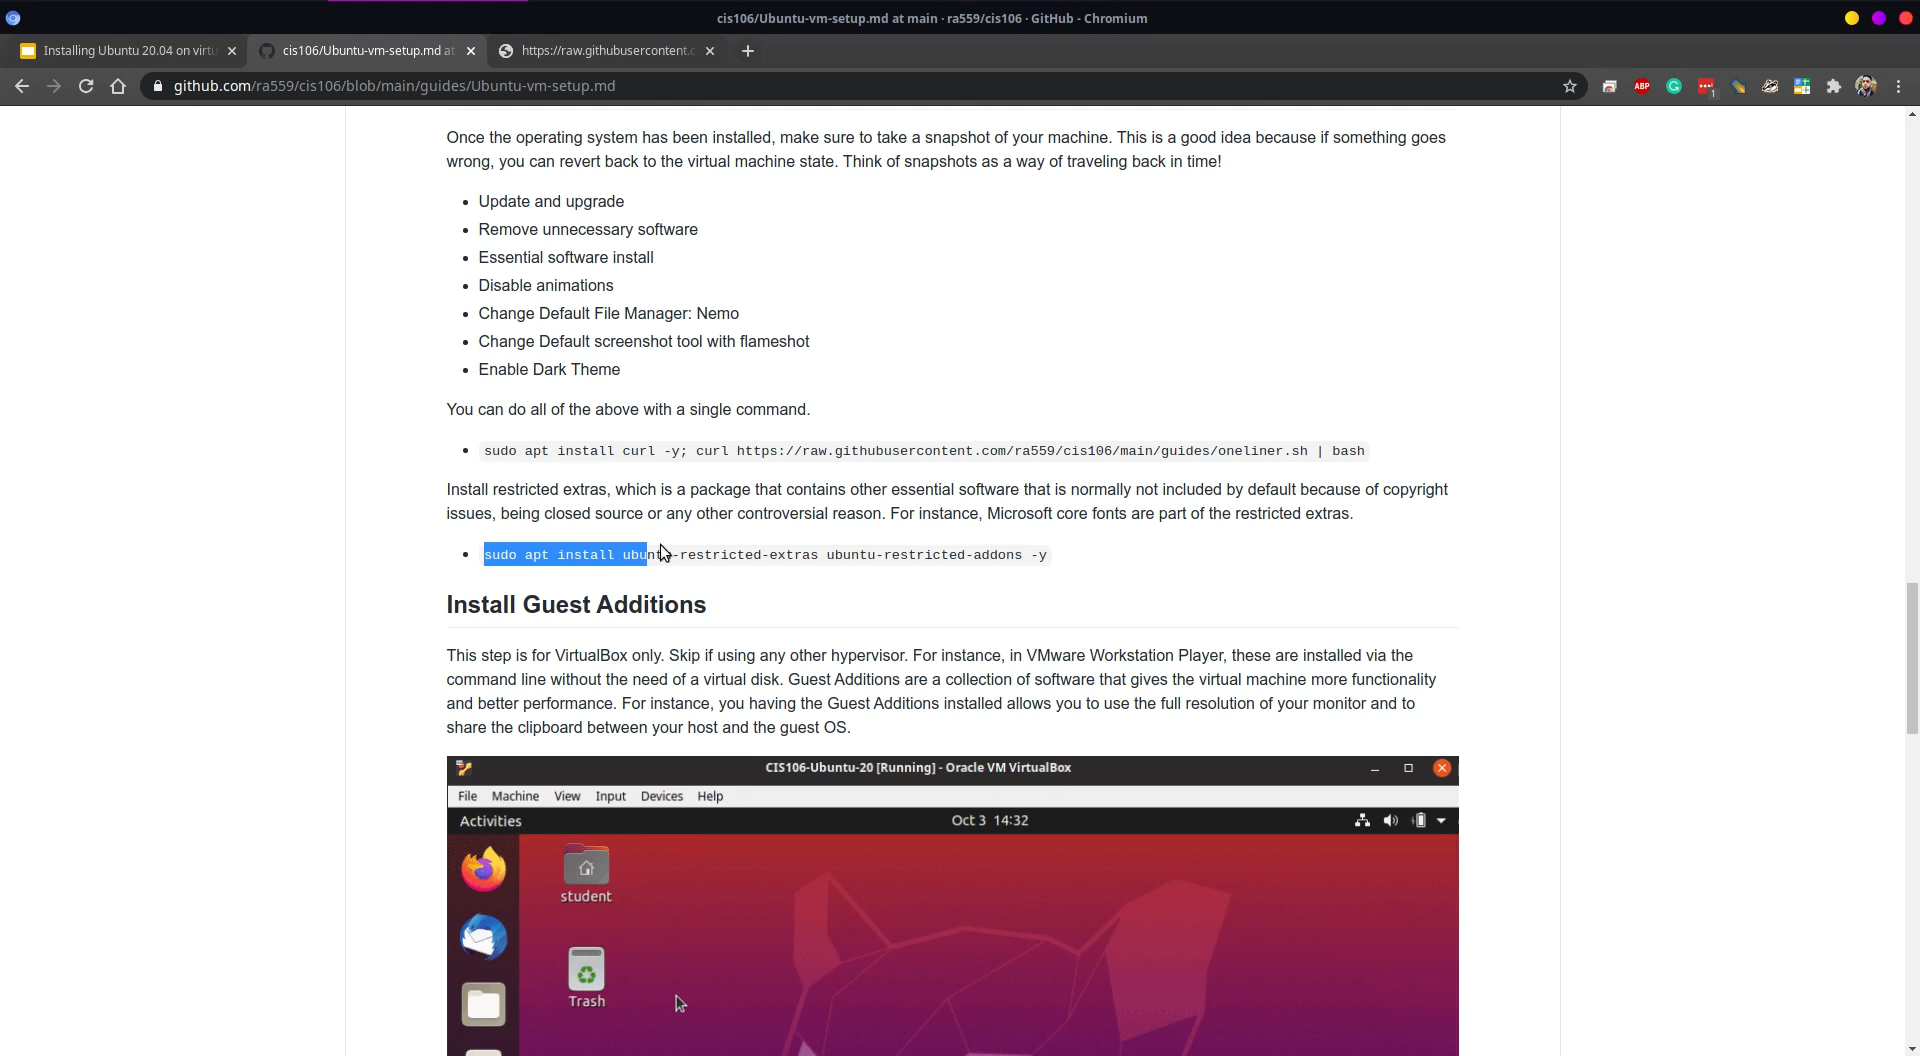 cis106/Ubuntu-vm-setup.md at main · ra559/cis106 · GitHub - Chromium
Installing Ubuntu 20.04 on virtu
cis106/Ubuntu-vm-setup.md at
https://raw.githubusercontent.c
github.com/ra559/cis106/blob/main/guides/Ubuntu-vm-setup.md
ABP
1
Once the operating system has been installed, make sure to take a snapshot of your machine. This is a good idea because if something goes
wrong, you can revert back to the virtual machine state. Think of snapshots as a way of traveling back in time!
• Update and upgrade
• Remove unnecessary software
• Essential software install
• Disable animations
• Change Default File Manager: Nemo
• Change Default screenshot tool with flameshot
• Enable Dark Theme
You can do all of the above with a single command.
• sudo apt install curl -y; curl https://raw.githubusercontent.com/ra559/cis106/main/guides/oneliner.sh | bash
Install restricted extras, which is a package that contains other essential software that is normally not included by default because of copyright
issues, being closed source or any other controversial reason. For instance, Microsoft core fonts are part of the restricted extras.
• sudo apt install ubuntu-restricted-extras ubuntu-restricted-addons -y
Install Guest Additions
This step is for VirtualBox only. Skip if using any other hypervisor. For instance, in VMware Workstation Player, these are installed via the
command line without the need of a virtual disk. Guest Additions are a collection of software that gives the virtual machine more functionality
and better performance. For instance, you having the Guest Additions installed allows you to use the full resolution of your monitor and to
share the clipboard between your host and the guest OS.
CIS106-Ubuntu-20 [Running] - Oracle VM VirtualBox
File Machine View Input Devices Help
Activities Oct 3 14:32
student
Trash